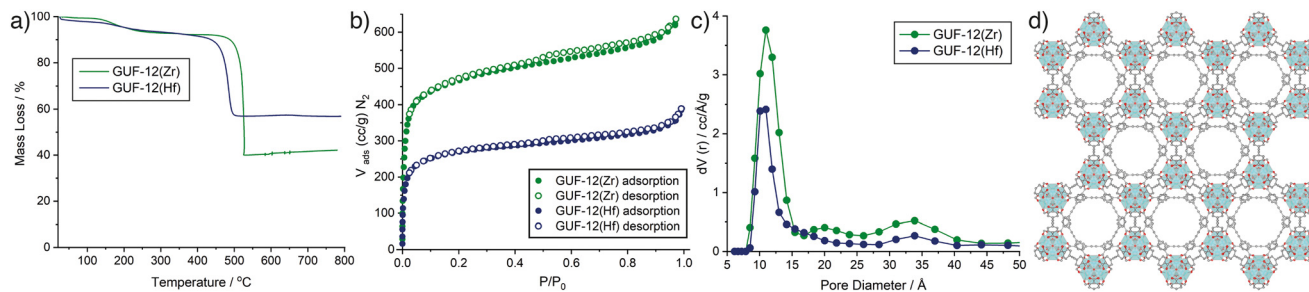 a)
100
80
60
40
20
0
Mass Loss / %
GUF-12(Zr)
GUF-12(Hf)
100 200 300 400 500 600 700 800
Temperature / °C
b)
600
500
400
300
200
100
0
V ads (cc/g) N2
GUF-12(Zr) adsorption
GUF-12(Zr) desorption
GUF-12(Hf) adsorption
GUF-12(Hf) desorption
0.0 0.2 0.4 0.6 0.8 1.0
P/P0
c)
4
3
2
1
0
dV (r) / cc/Å/g
GUF-12(Zr)
GUF-12(Hf)
5 10 15 20 25 30 35 40 45 50
Pore Diameter / Å
d)